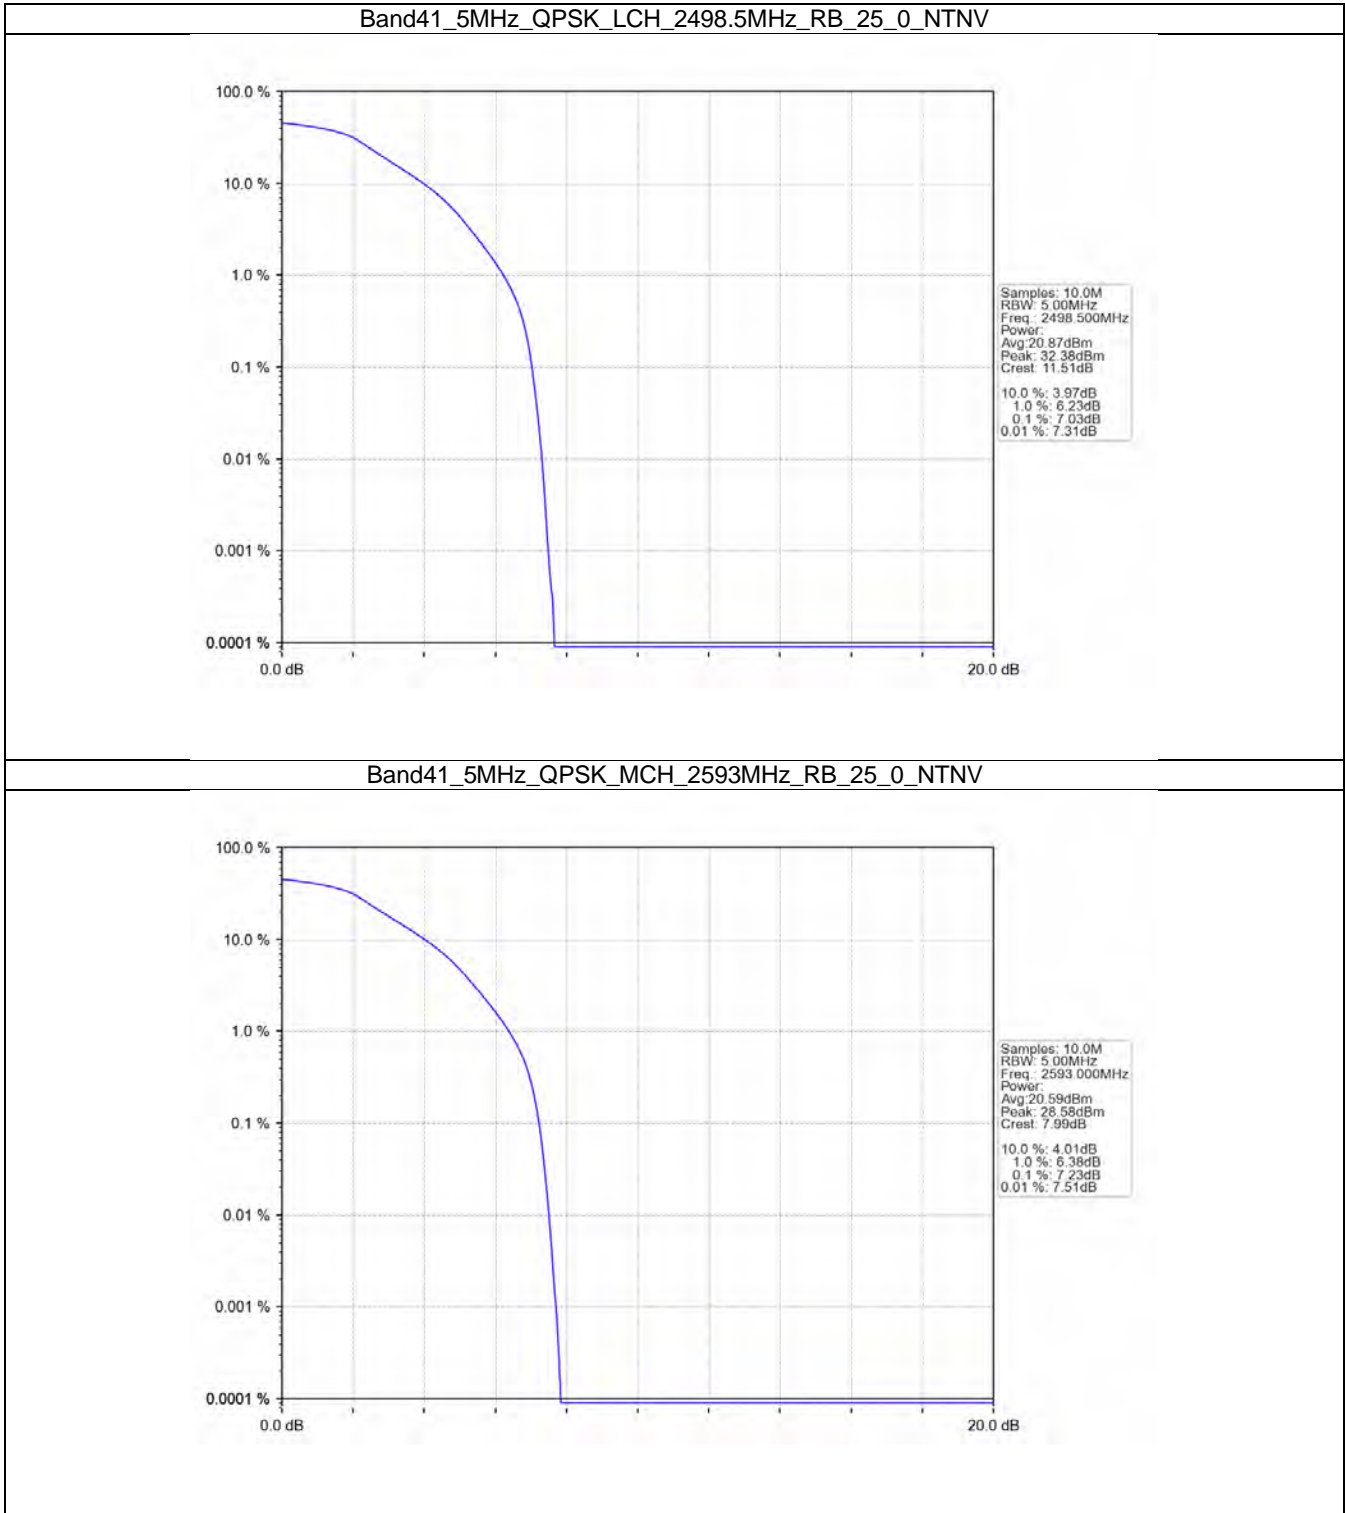 Band41_5MHz_QPSK_LCH_2498.5MHz_RB_25_0_NTNV
100.0 %
10.0 %
1.0 %
0.1 %
0.01 %
0.001 %
0.0001 %
0.0 dB
20.0 dB
Samples: 10.0M
RBW: 5.00MHz
Freq.: 2498.500MHz
Power:
Avg:20.87dBm
Peak: 32.38dBm
Crest: 11.51dB
10.0 %: 3.97dB
1.0 %: 6.23dB
0.1 %: 7.03dB
0.01 %: 7.31dB
Band41_5MHz_QPSK_MCH_2593MHz_RB_25_0_NTNV
100.0 %
10.0 %
1.0 %
0.1 %
0.01 %
0.001 %
0.0001 %
0.0 dB
20.0 dB
Samples: 10.0M
RBW: 5.00MHz
Freq.: 2593.000MHz
Power:
Avg:20.59dBm
Peak: 28.58dBm
Crest: 7.99dB
10.0 %: 4.01dB
1.0 %: 6.38dB
0.1 %: 7.23dB
0.01 %: 7.51dB